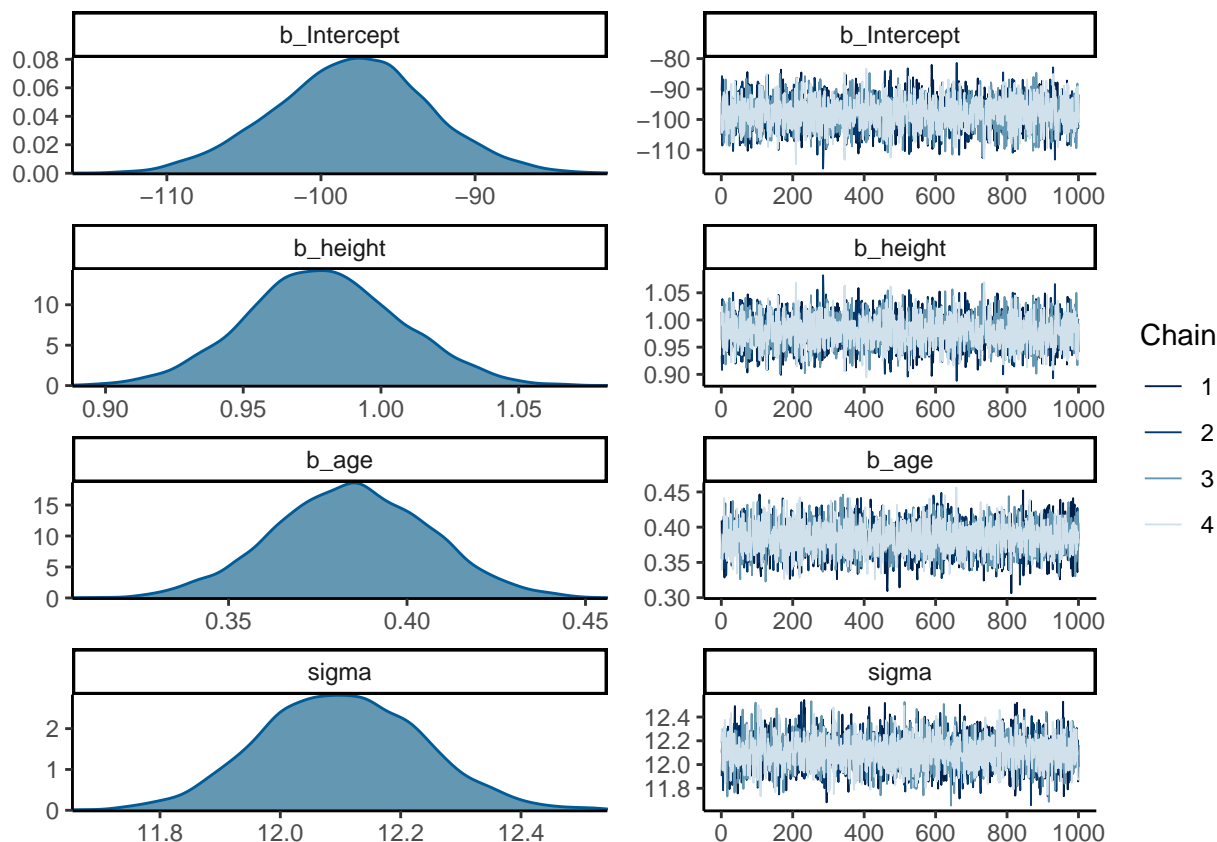 b_Intercept
0.08
0.06
0.04
0.02
0.00
−110 −100 −90
b_Intercept
−80
−90
−100
−110
0 200 400 600 800 1000
b_height
10
5
0
0.90 0.95 1.00 1.05
b_height
1.05
1.00
0.95
0.90
0 200 400 600 800 1000
b_age
15
10
5
0
0.35 0.40 0.45
b_age
0.45
0.40
0.35
0.30
0 200 400 600 800 1000
sigma
2
1
0
11.8 12.0 12.2 12.4
sigma
12.4
12.2
12.0
11.8
0 200 400 600 800 1000
Chain
1
2
3
4